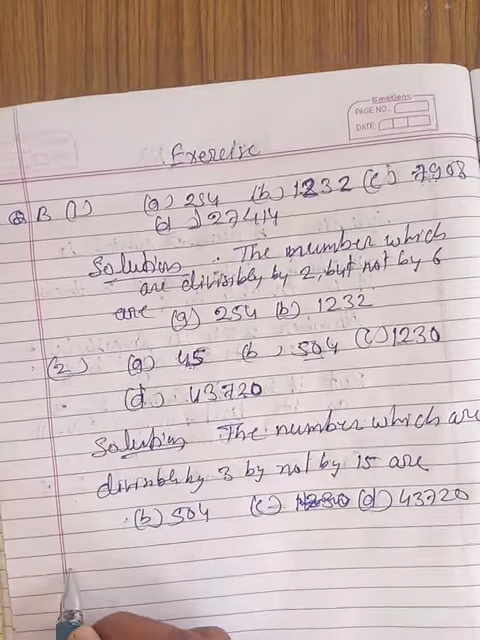 Emotions
PAGE NO.:
DATE:
Exercise
B (1) (a) 254 (b) 1232 (c) 7908
(d) 27414
Solution : The number which
are divisible by 2, but not by 6
are (a) 254 (b) 1232
(2) (a) 45 (b) 504 (c) 1230
(d) 43720
Solution : The number which are
divisible by 3 by not by 15 are
(b) 504 (c) (d) 43720